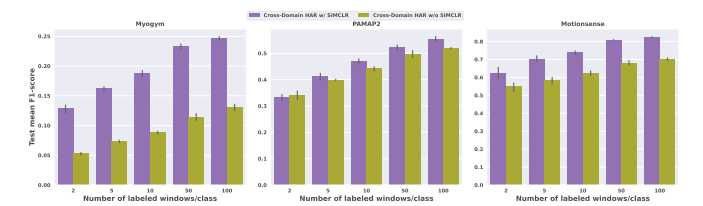 Cross-Domain HAR w/ SIMCLR Cross-Domain HAR w/o SIMCLR
Myogym PAMAP2 Motionsense
Test mean F1-score
0.25
0.20
0.15
0.10
0.05
0.00
2 5 10 50 100
Number of labeled windows/class
0.5
0.4
0.3
0.2
0.1
0.0
2 5 10 50 100
Number of labeled windows/class
0.8
0.7
0.6
0.5
0.4
0.3
0.2
0.1
0.0
2 5 10 50 100
Number of labeled windows/class